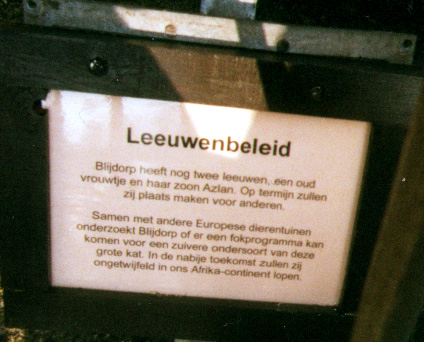 Leeuwenbeleid
Blijdorp heeft nog twee leeuwen, een oud
vrouwtje en haar zoon Azlan. Op termijn zullen
zij plaats maken voor anderen.
Samen met andere Europese dierentuinen
onderzoekt Blijdorp of er een fokprogramma kan
komen voor een zuivere ondersoort van deze
grote kat. In de nabije toekomst zullen zij
ongetwijfeld in ons Afrika-continent lopen.